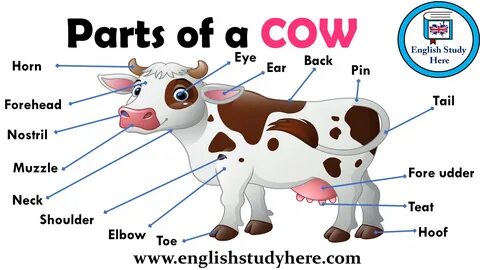 Parts of a COW
English Study
Here
Horn
Eye
Ear
Back
Pin
Forehead
Tail
Nostril
Muzzle
Fore udder
Neck
Teat
Shoulder
Elbow
Toe
Hoof
www.englishstudyhere.com